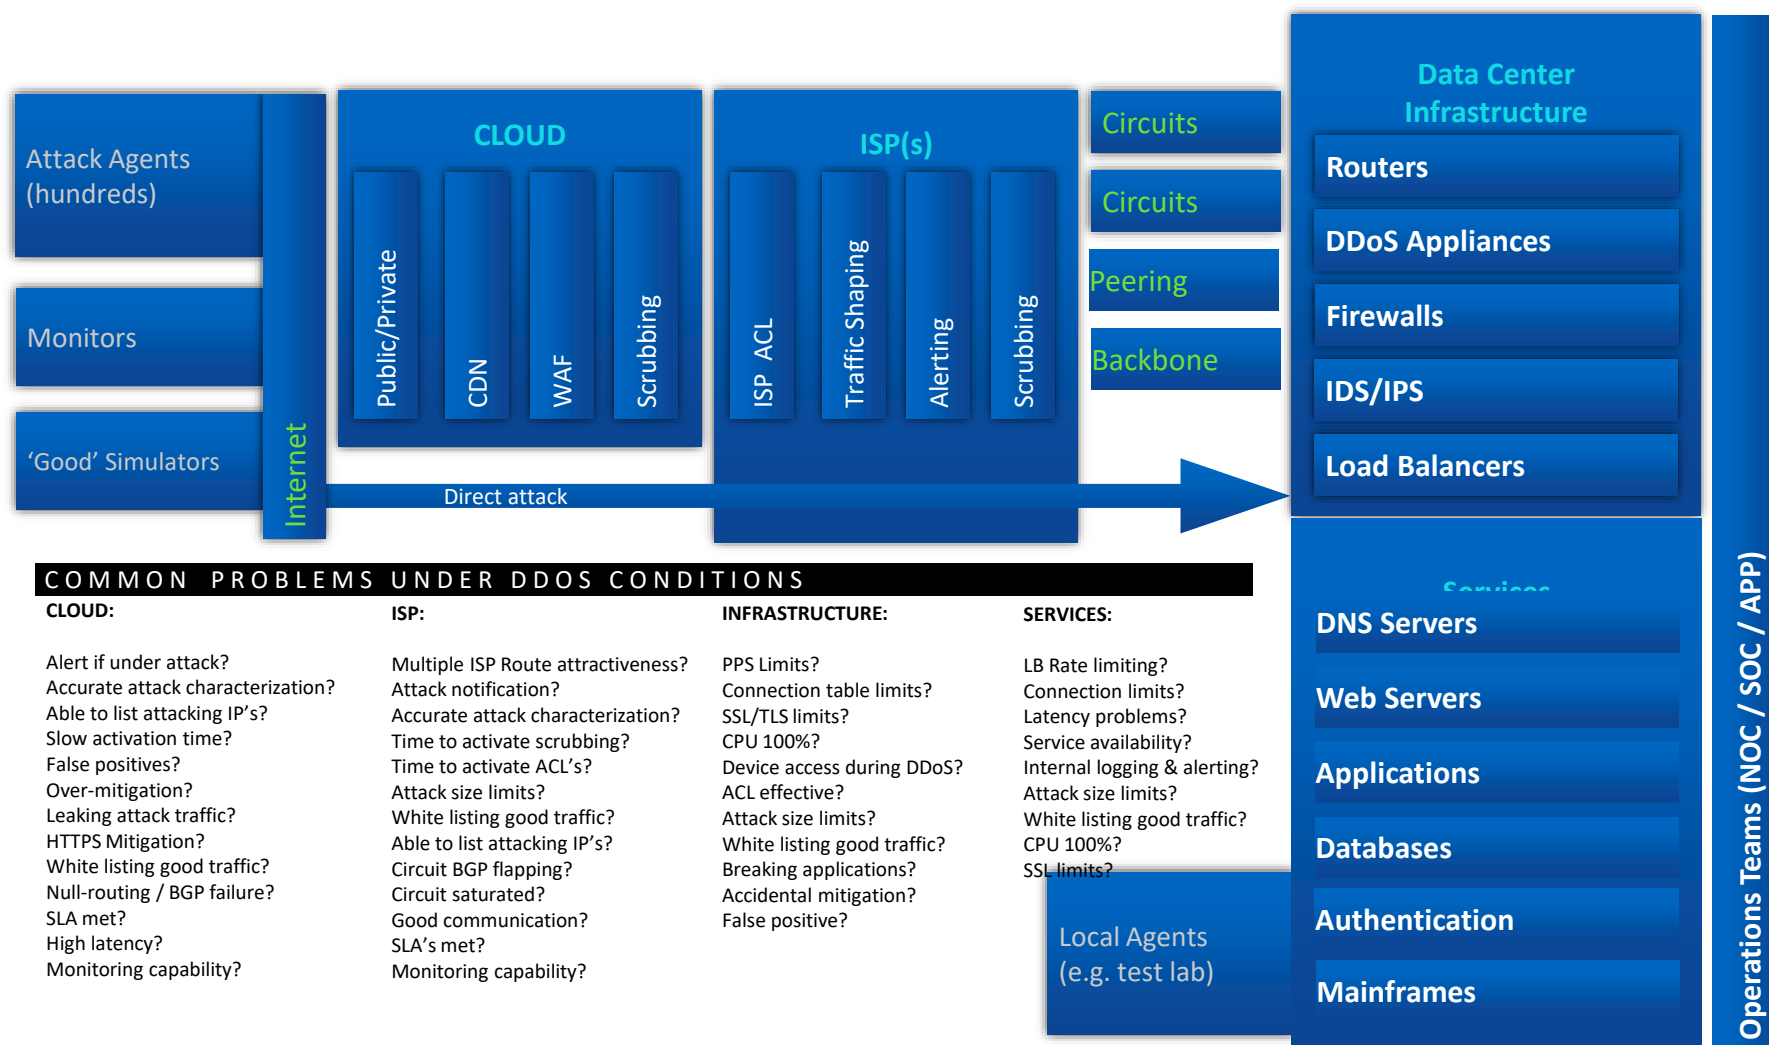 Attack Agents
(hundreds)
Monitors
‘Good’ Simulators
Internet
CLOUD
Public/Private
CDN
WAF
Scrubbing
ISP(s)
ISP ACL
Traffic Shaping
Alerting
Scrubbing
Circuits
Circuits
Peering
Backbone
Direct attack
Data Center
Infrastructure
Routers
DDoS Appliances
Firewalls
IDS/IPS
Load Balancers
Services
DNS Servers
Web Servers
Applications
Databases
Authentication
Mainframes
Operations Teams (NOC / SOC / APP)
COMMON PROBLEMS UNDER DDOS CONDITIONS
CLOUD:
Alert if under attack?
Accurate attack characterization?
Able to list attacking IP’s?
Slow activation time?
False positives?
Over-mitigation?
Leaking attack traffic?
HTTPS Mitigation?
White listing good traffic?
Null-routing / BGP failure?
SLA met?
High latency?
Monitoring capability?
ISP:
Multiple ISP Route attractiveness?
Attack notification?
Accurate attack characterization?
Time to activate scrubbing?
Time to activate ACL’s?
Attack size limits?
White listing good traffic?
Able to list attacking IP’s?
Circuit BGP flapping?
Circuit saturated?
Good communication?
SLA’s met?
Monitoring capability?
INFRASTRUCTURE:
PPS Limits?
Connection table limits?
SSL/TLS limits?
CPU 100%?
Device access during DDoS?
ACL effective?
Attack size limits?
White listing good traffic?
Breaking applications?
Accidental mitigation?
False positive?
SERVICES:
LB Rate limiting?
Connection limits?
Latency problems?
Service availability?
Internal logging & alerting?
Attack size limits?
White listing good traffic?
CPU 100%?
SSL limits?
Local Agents
(e.g. test lab)